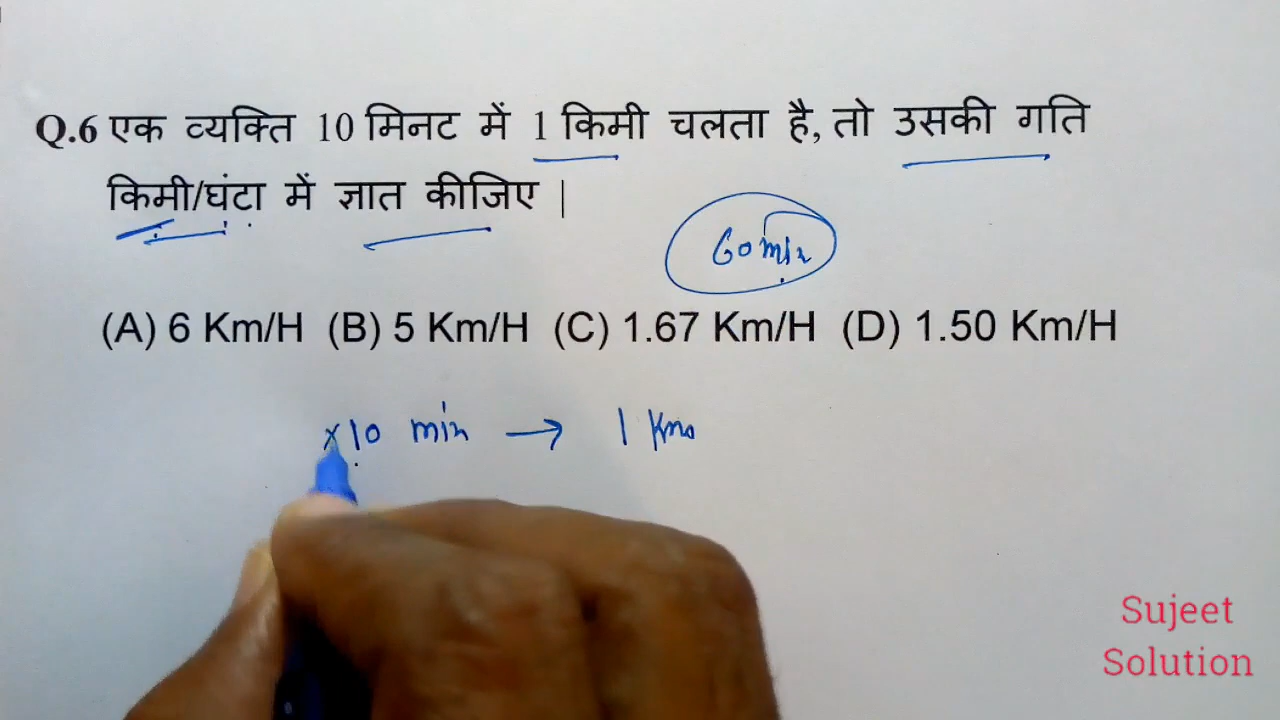 Q.6 एक व्यक्ति 10 मिनट में 1 किमी चलता है, तो उसकी गति
किमी/घंटा में ज्ञात कीजिए |
60 min
(A) 6 Km/H (B) 5 Km/H (C) 1.67 Km/H (D) 1.50 Km/H
×10 min → 1 Km
Sujeet
Solution